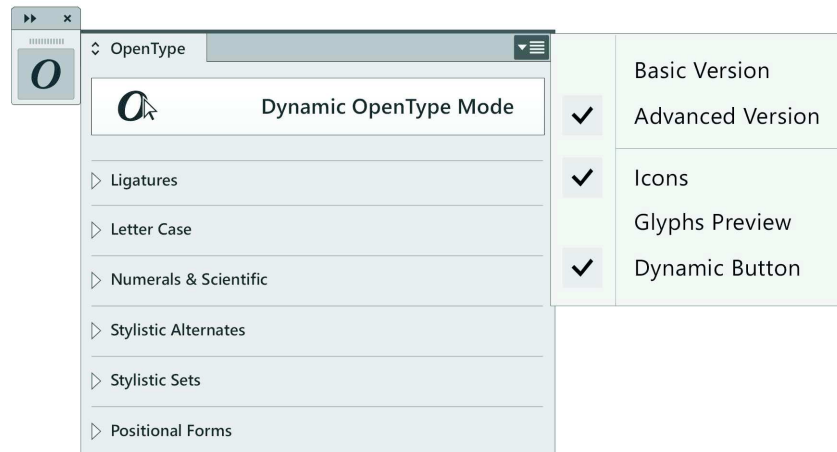 O
OpenType
O
Dynamic OpenType Mode
Ligatures
Letter Case
Numerals & Scientific
Stylistic Alternates
Stylistic Sets
Positional Forms
Basic Version
Advanced Version
Icons
Glyphs Preview
Dynamic Button